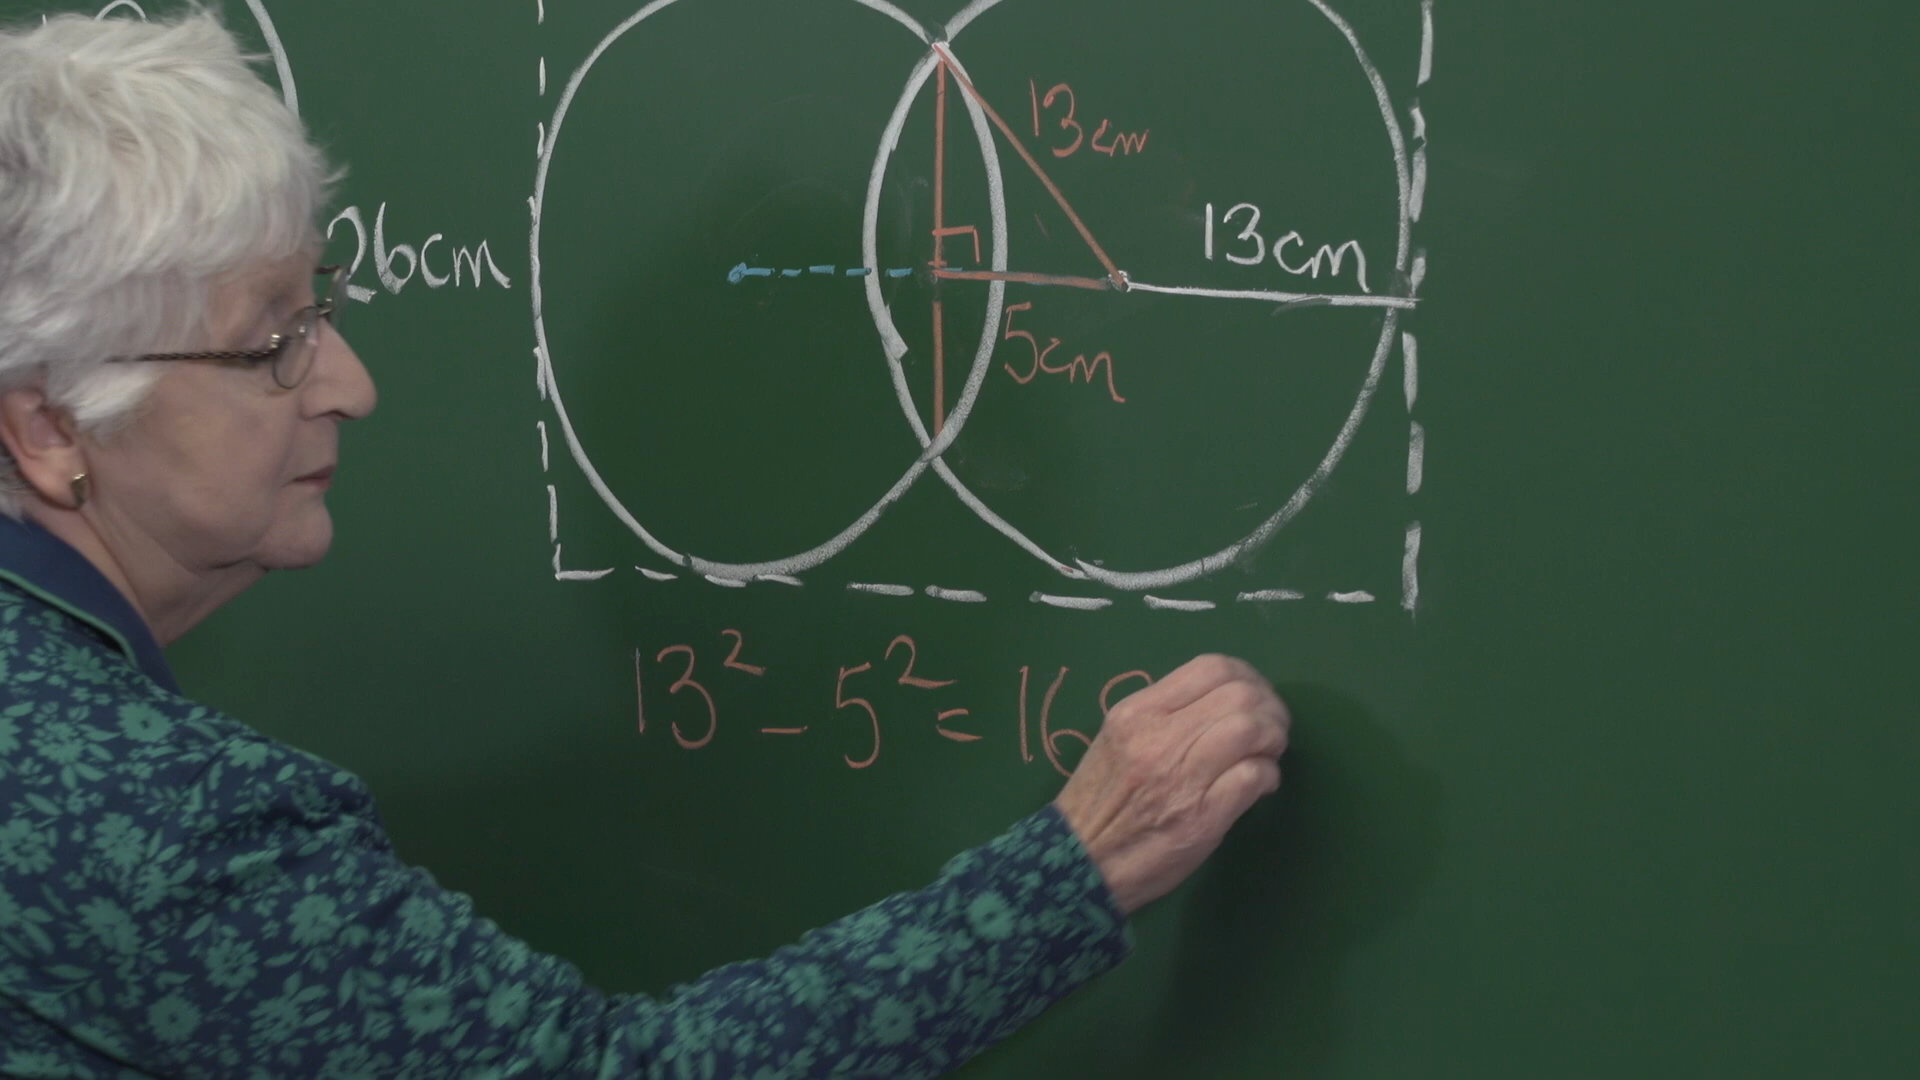 13cm
26cm
13cm
5cm
13² - 5² = 16